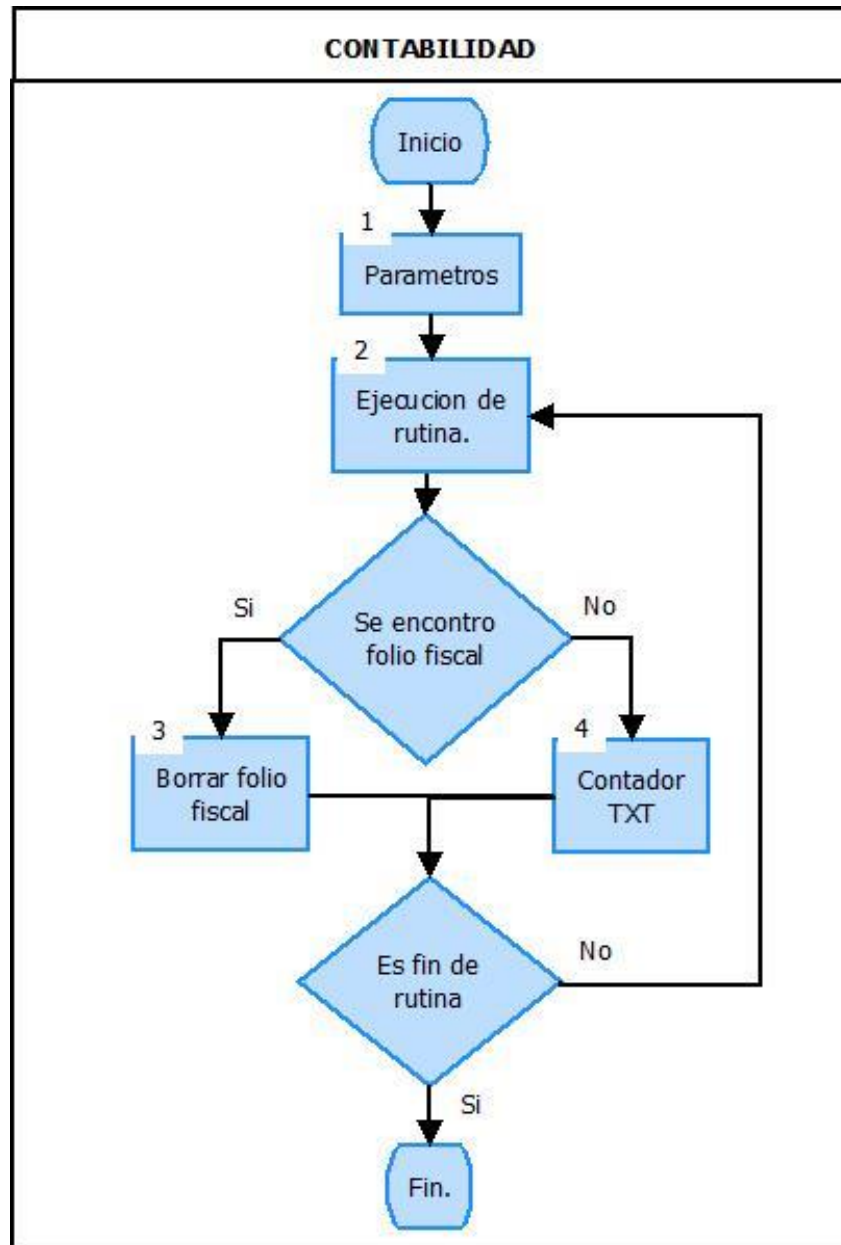 CONTABILIDAD
Inicio
1
Parametros
2
Ejecucion de
rutina.
Se encontro
folio fiscal
Si
No
3
Borrar folio
fiscal
4
Contador
TXT
Es fin de
rutina
No
Si
Fin.